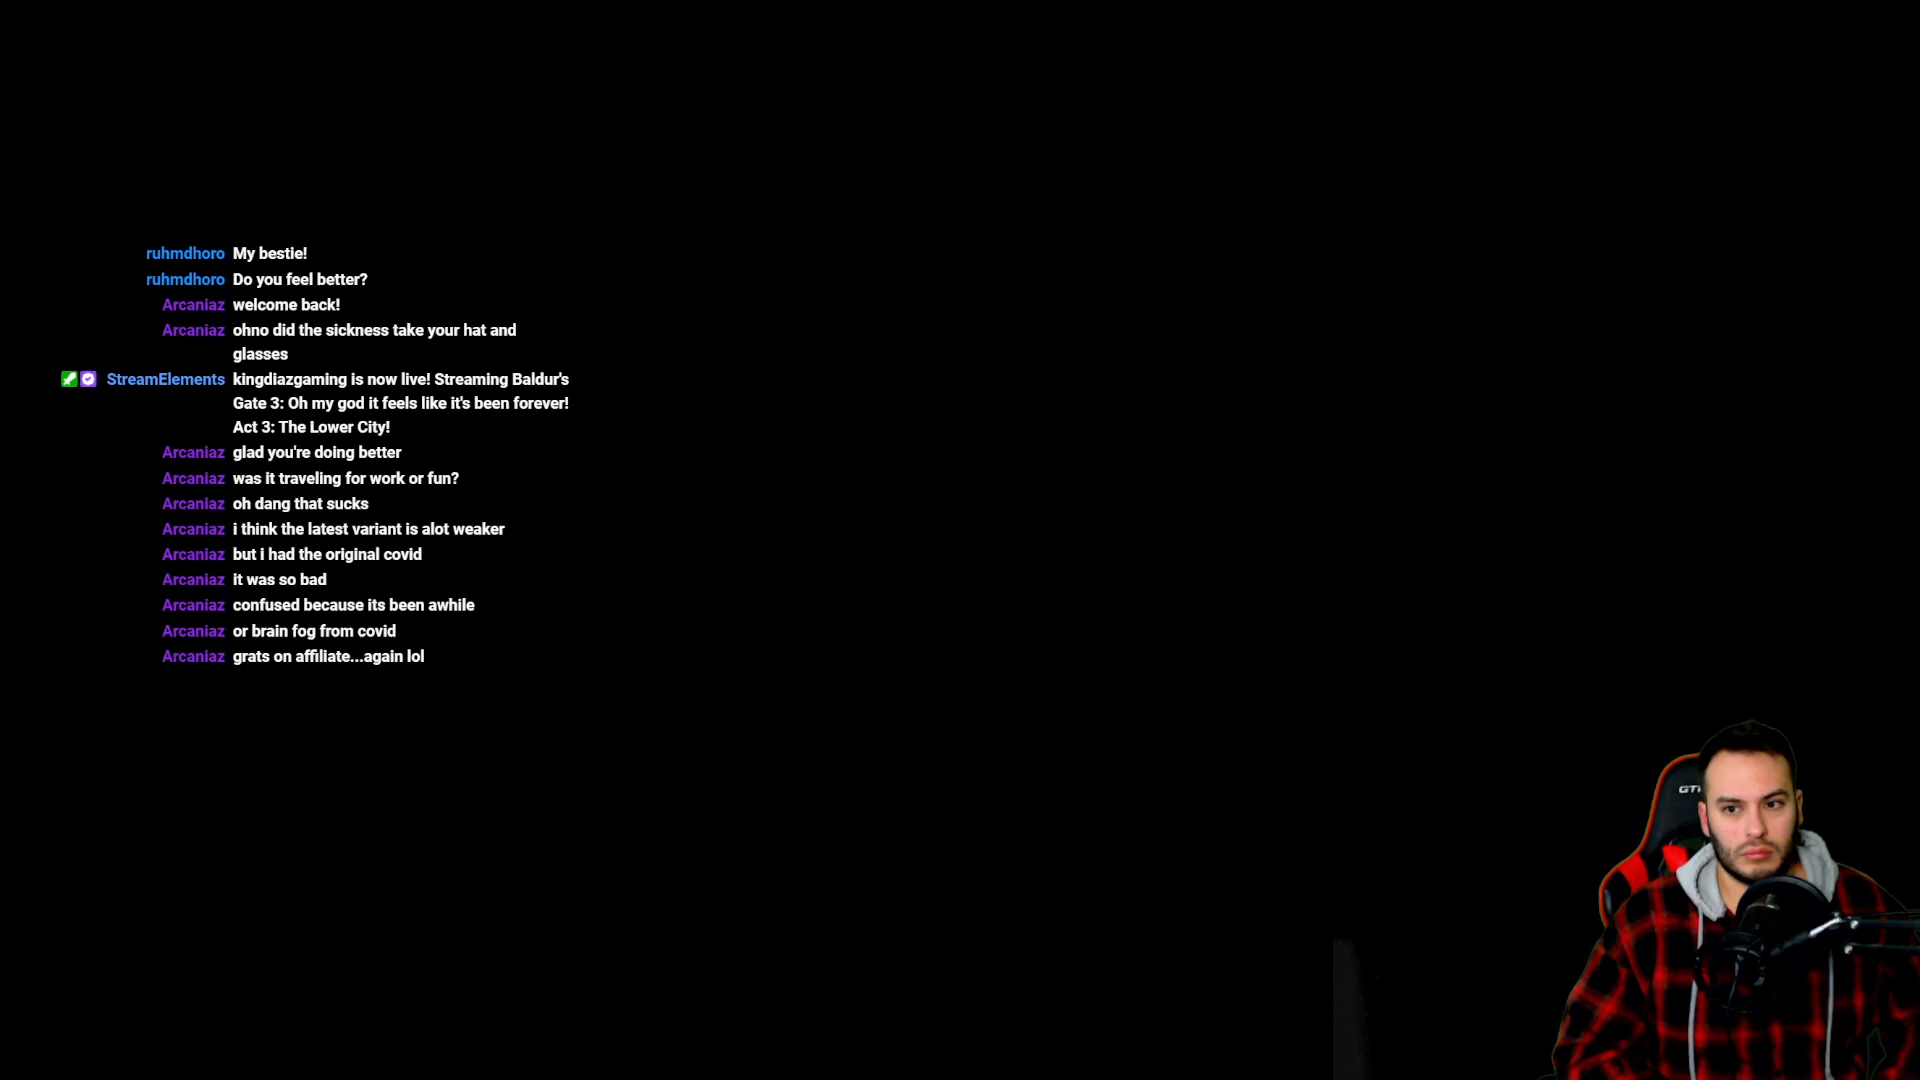 ruhmdhoro My bestie!
ruhmdhoro Do you feel better?
Arcaniaz welcome back!
Arcaniaz ohno did the sickness take your hat and
glasses
StreamElements kingdiazgaming is now live! Streaming Baldur's
Gate 3: Oh my god it feels like it's been forever!
Act 3: The Lower City!
Arcaniaz glad you're doing better
Arcaniaz was it traveling for work or fun?
Arcaniaz oh dang that sucks
Arcaniaz i think the latest variant is alot weaker
Arcaniaz but i had the original covid
Arcaniaz it was so bad
Arcaniaz confused because its been awhile
Arcaniaz or brain fog from covid
Arcaniaz grats on affiliate...again lol